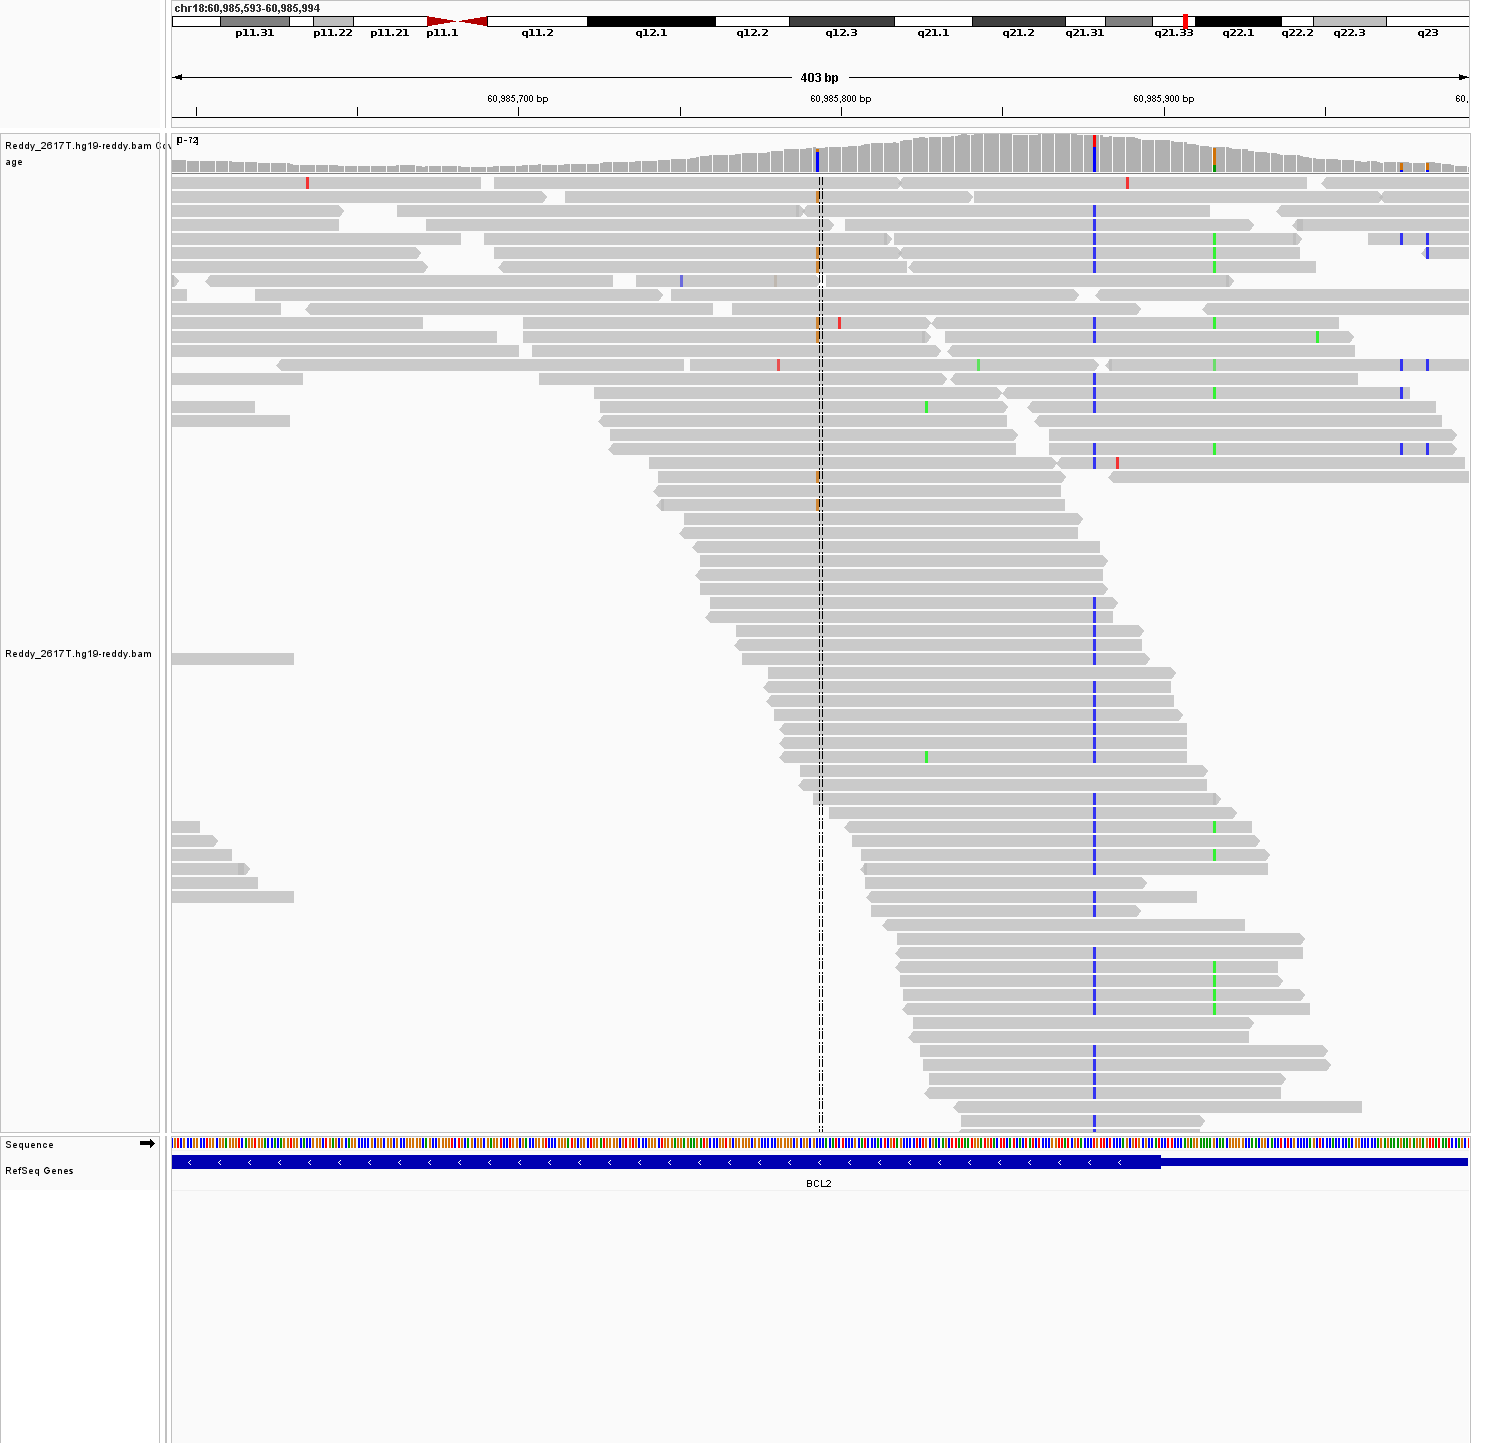 chr18:60,985,593-60,985,994
p11.31 p11.22 p11.21 p11.1 q11.2 q12.1 q12.2 q12.3 q21.1 q21.2 q21.31 q21.33 q22.1 q22.2 q22.3 q23
403 bp
60,985,700 bp 60,985,800 bp 60,985,900 bp 60,
Reddy_2617T.hg19-reddy.bam Cov
age
[0-72]
Reddy_2617T.hg19-reddy.bam
Sequence
RefSeq Genes
BCL2